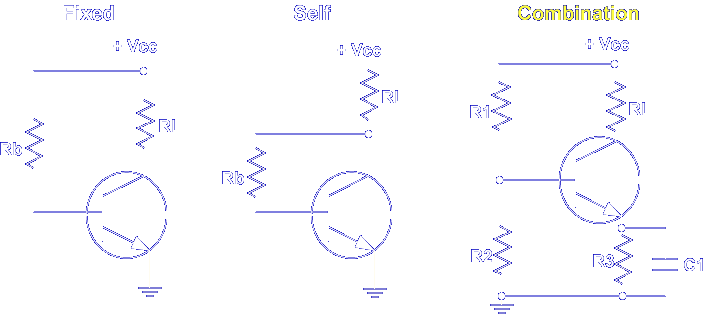 Fixed Self Combination
+ Vcc
+ Vcc
+ Vcc
Rb
Rl
Rl
Rb
R1
Rl
R2
R3
C1